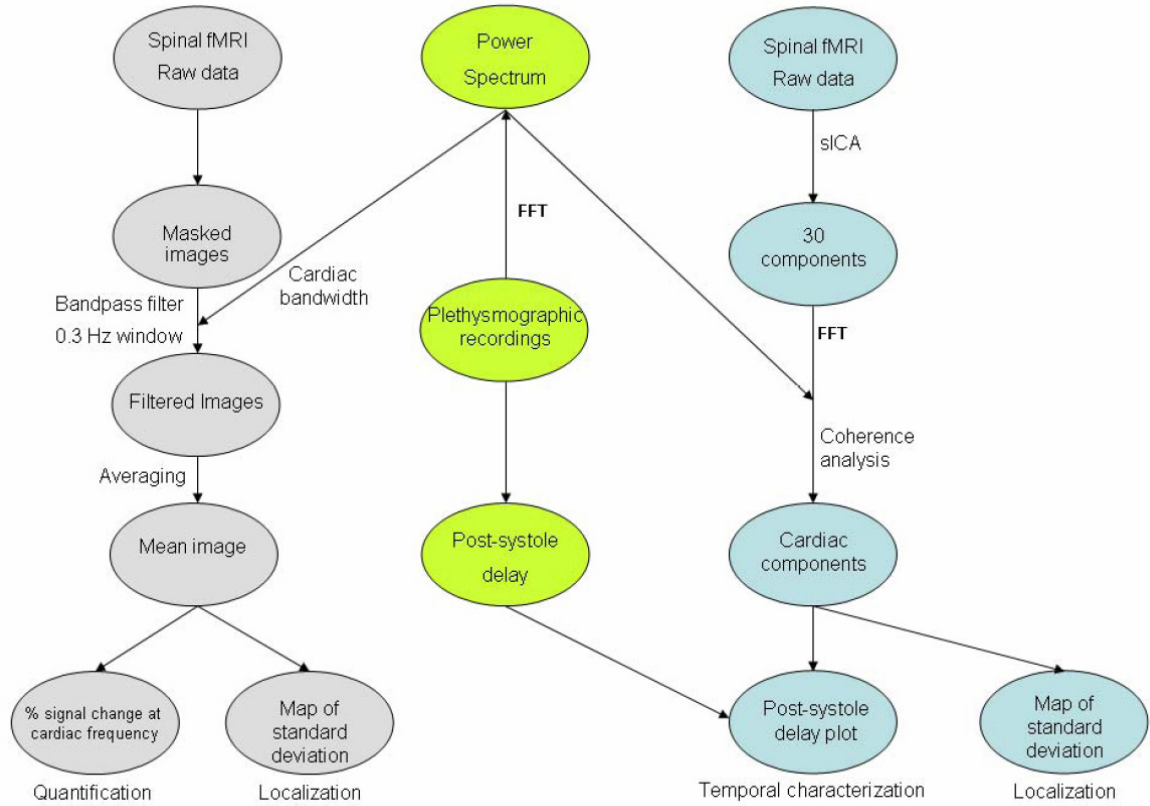 Spinal fMRI
Raw data
Power
Spectrum
Spinal fMRI
Raw data
sICA
FFT
Masked
images
30
components
Cardiac
bandwidth
Bandpass filter
0.3 Hz window
Plethysmographic
recordings
FFT
Filtered Images
Coherence
analysis
Averaging
Mean image
Post-systole
delay
Cardiac
components
% signal change at
cardiac frequency
Map of
standard
deviation
Post-systole
delay plot
Map of
standard
deviation
Quantification
Localization
Temporal characterization
Localization